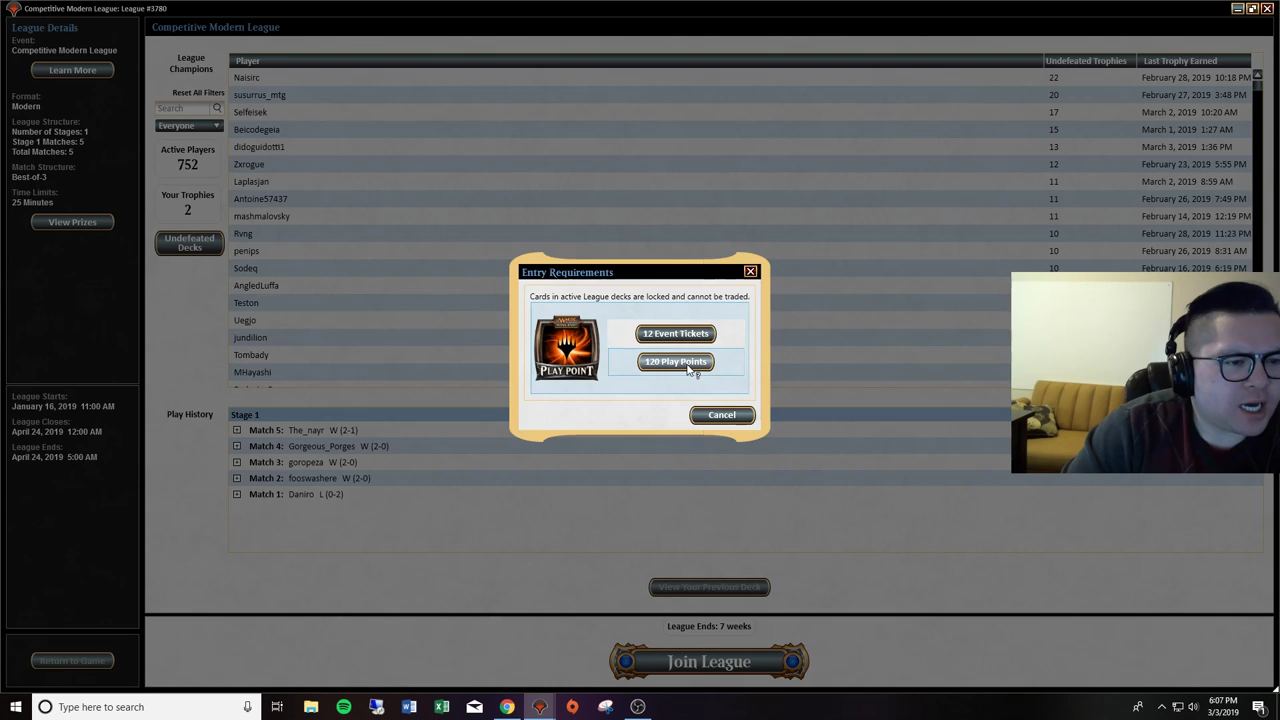 Competitive Modern League: League #3780
League Details
Event:
Competitive Modern League
Learn More
Format:
Modern
League Structure:
Number of Stages: 1
Stage 1 Matches: 5
Total Matches: 5
Match Structure:
Best-of-3
Time Limits:
25 Minutes
View Prizes
League Starts:
January 16, 2019 11:00 AM
League Closes:
April 24, 2019 12:00 AM
League Ends:
April 24, 2019 5:00 AM
Return to Game
Competitive Modern League
League
Champions
Reset All Filters
Search
Everyone
Active Players
752
Your Trophies
2
Undefeated
Decks
Player Undefeated Trophies Last Trophy Earned
Naisirc 22 February 28, 2019 10:18 PM
susurrus_mtg 20 February 27, 2019 3:48 PM
Selfeisek 17 March 2, 2019 10:20 AM
Beicodegeia 15 March 1, 2019 1:27 AM
didoguidotti1 13 March 3, 2019 1:36 PM
Zxrogue 12 February 23, 2019 5:55 PM
Laplasjan 11 March 2, 2019 8:59 AM
Antoine57437 11 February 26, 2019 7:49 PM
mashmalovsky 11 February 14, 2019 12:19 PM
Rvng 10 February 28, 2019 11:23 PM
penips 10 February 26, 2019 8:31 AM
Sodeq 10 February 16, 2019 6:19 PM
AngledLuffa
Teston
Uegjo
jundilion
Tombady
MHayashi
Entry Requirements
Cards in active League decks are locked and cannot be traded.
PLAY POINT
12 Event Tickets
120 Play Points
Cancel
Play History
Stage 1
Match 5: The_nayr W (2-1)
Match 4: Gorgeous_Porges W (2-0)
Match 3: goropeza W (2-0)
Match 2: fooswashere W (2-0)
Match 1: Daniro L (0-2)
View Your Previous Deck
League Ends: 7 weeks
Join League
Type here to search
6:07 PM
3/3/2019